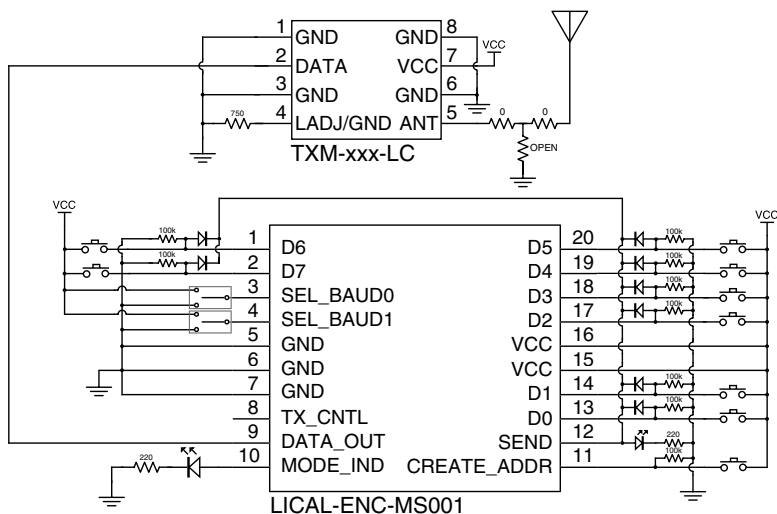 1 GND GND 8
2 DATA VCC 7 VCC
3 GND GND 6
4 LADJ/GND ANT 5
750 0 0
OPEN
TXM-xxx-LC
VCC VCC
100k 1 D6 D5 20 100k
100k 2 D7 D4 19 100k
3 SEL_BAUD0 D3 18 100k
4 SEL_BAUD1 D2 17 100k
5 GND VCC 16
6 GND VCC 15
7 GND D1 14 100k
8 TX_CNTL D0 13 100k
9 DATA_OUT SEND 12 220
220 10 MODE_IND CREATE_ADDR 11 100k
LICAL-ENC-MS001